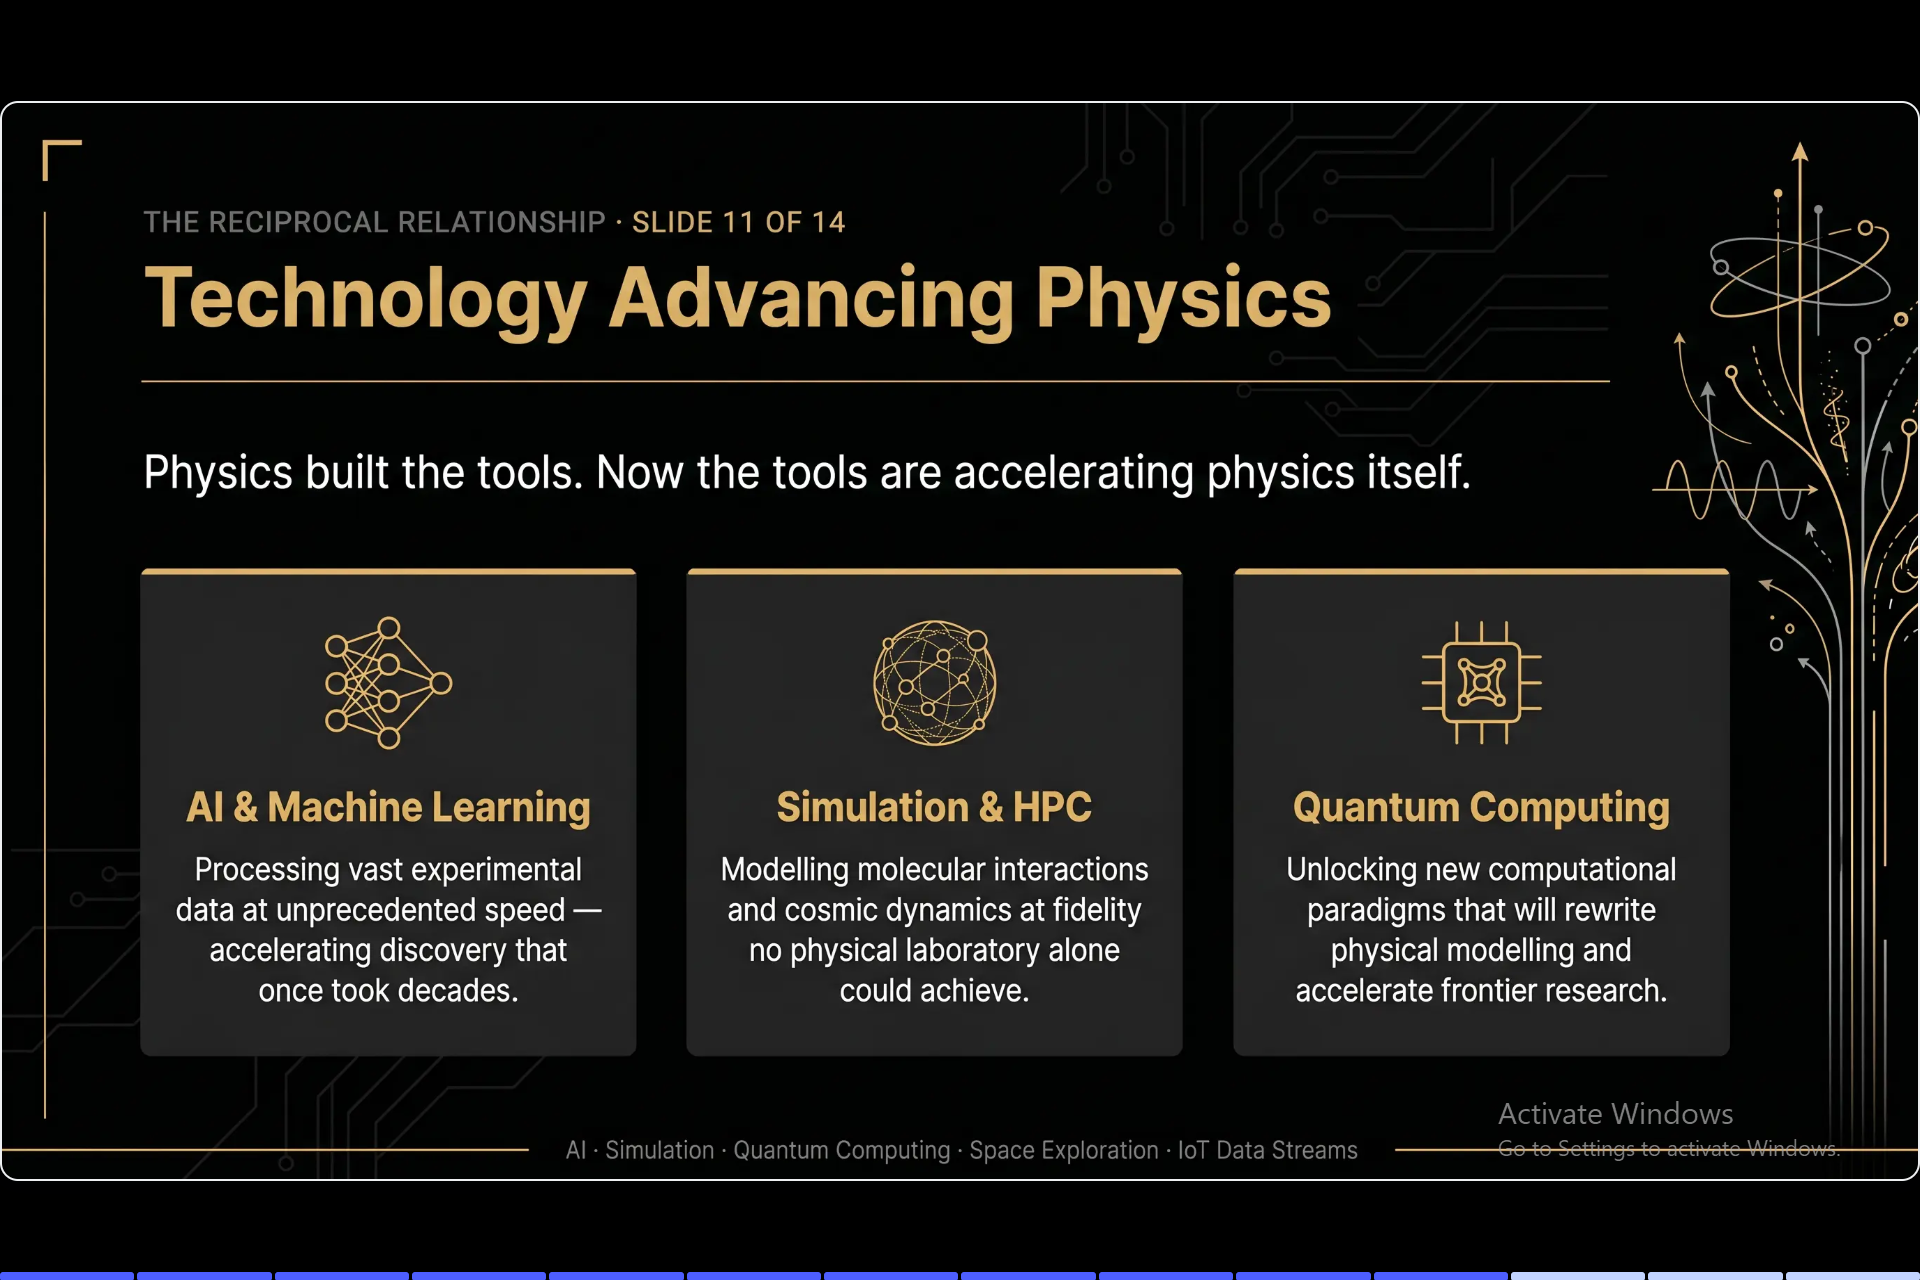 THE RECIPROCAL RELATIONSHIP · SLIDE 11 OF 14
Technology Advancing Physics
Physics built the tools. Now the tools are accelerating physics itself.
AI & Machine Learning
Processing vast experimental
data at unprecedented speed —
accelerating discovery that
once took decades.
Simulation & HPC
Modelling molecular interactions
and cosmic dynamics at fidelity
no physical laboratory alone
could achieve.
Quantum Computing
Unlocking new computational
paradigms that will rewrite
physical modelling and
accelerate frontier research.
Activate Windows
Go to Settings to activate Windows.
AI · Simulation · Quantum Computing · Space Exploration · IoT Data Streams